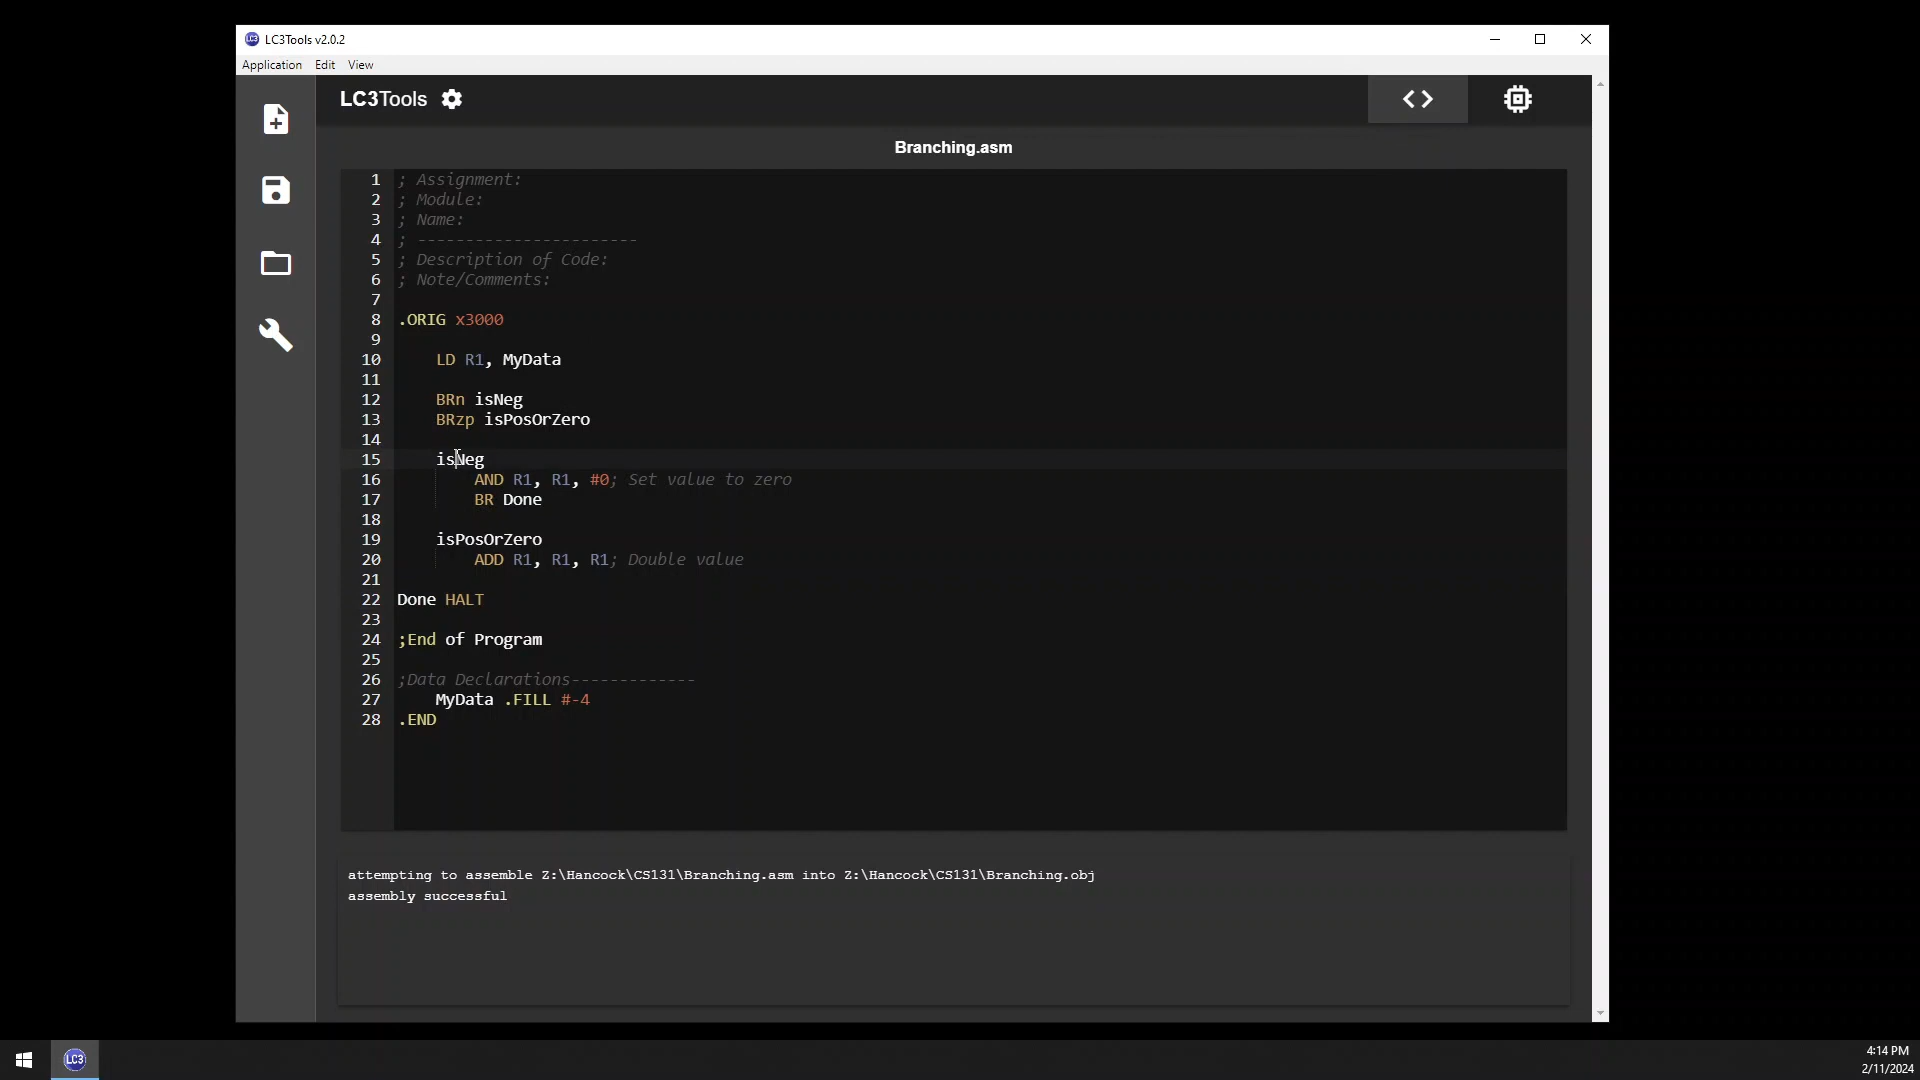 LC3Tools v2.0.2
Application Edit View
LC3Tools
Branching.asm
1 ; Assignment:
2 ; Module:
3 ; Name:
4 ; -----------------------
5 ; Description of Code:
6 ; Note/Comments:
7
8 .ORIG x3000
9
10 LD R1, MyData
11
12 BRn isNeg
13 BRzp isPosOrZero
14
15 isNeg
16 AND R1, R1, #0; Set value to zero
17 BR Done
18
19 isPosOrZero
20 ADD R1, R1, R1; Double value
21
22 Done HALT
23
24 ;End of Program
25
26 ;Data Declarations-------------
27 MyData .FILL #-4
28 .END
attempting to assemble Z:\Hancock\CS131\Branching.asm into Z:\Hancock\CS131\Branching.obj
assembly successful
LC3
4:14 PM
2/11/2024